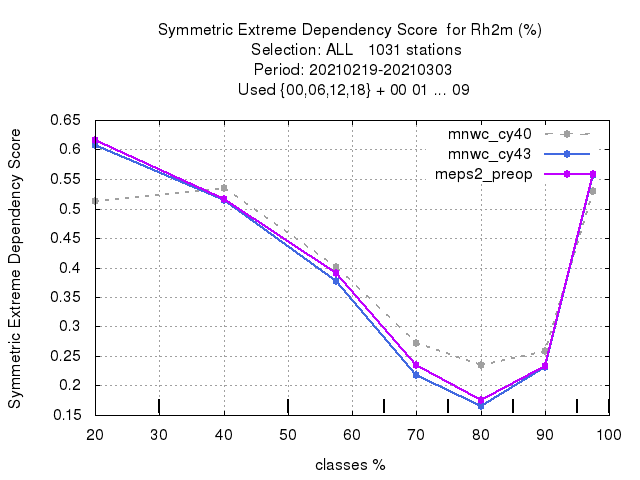 Symmetric Extreme Dependency Score  for Rh2m (%)
Selection: ALL   1031 stations
Period: 20210219-20210303
Used {00,06,12,18} + 00 01 ... 09
Symmetric Extreme Dependency Score
0.65
0.6
0.55
0.5
0.45
0.4
0.35
0.3
0.25
0.2
0.15
mnwc_cy40
mnwc_cy43
meps2_preop
20 30 40 50 60 70 80 90 100
classes %